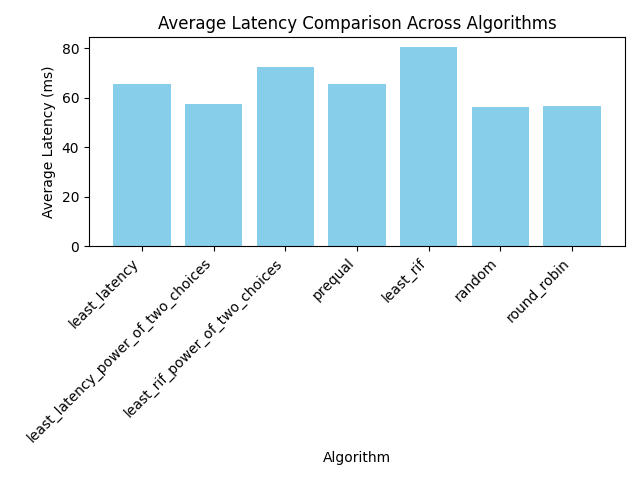 Average Latency Comparison Across Algorithms
Average Latency (ms)
80
60
40
20
0
least_latency
least_latency_power_of_two_choices
least_rif_power_of_two_choices
prequal
least_rif
random
round_robin
Algorithm